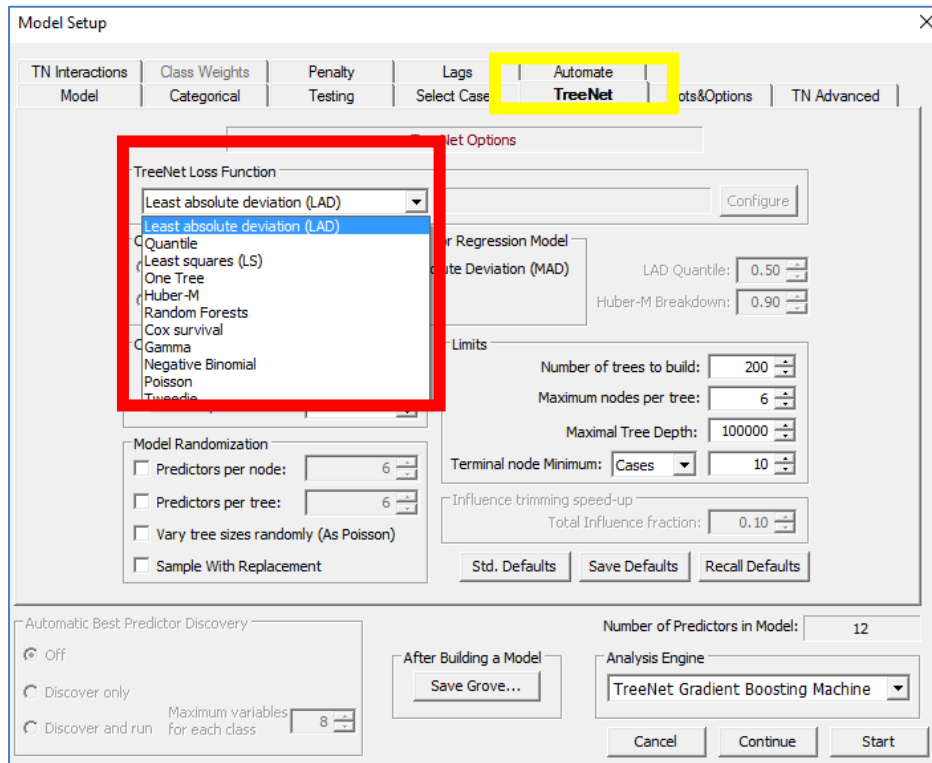 Model Setup
TN Interactions Class Weights Penalty Lags Automate
Model Categorical Testing Select Case TreeNet ots&Options TN Advanced
Net Options
TreeNet Loss Function
Least absolute deviation (LAD) Configure
Least absolute deviation (LAD)
Quantile
Least squares (LS)
One Tree
Huber-M
Random Forests
Cox survival
Gamma
Negative Binomial
Poisson
Tweedie
or Regression Model
ute Deviation (MAD) LAD Quantile: 0.50
Huber-M Breakdown: 0.90
Limits
Number of trees to build: 200
Maximum nodes per tree: 6
Maximal Tree Depth: 100000
Terminal node Minimum: Cases 10
Model Randomization
Predictors per node: 6
Predictors per tree: 6
Vary tree sizes randomly (As Poisson)
Sample With Replacement
Influence trimming speed-up
Total Influence fraction: 0.10
Std. Defaults Save Defaults Recall Defaults
Automatic Best Predictor Discovery
Off
Discover only
Discover and run
Maximum variables
for each class 8
After Building a Model
Save Grove...
Number of Predictors in Model: 12
Analysis Engine
TreeNet Gradient Boosting Machine
Cancel Continue Start